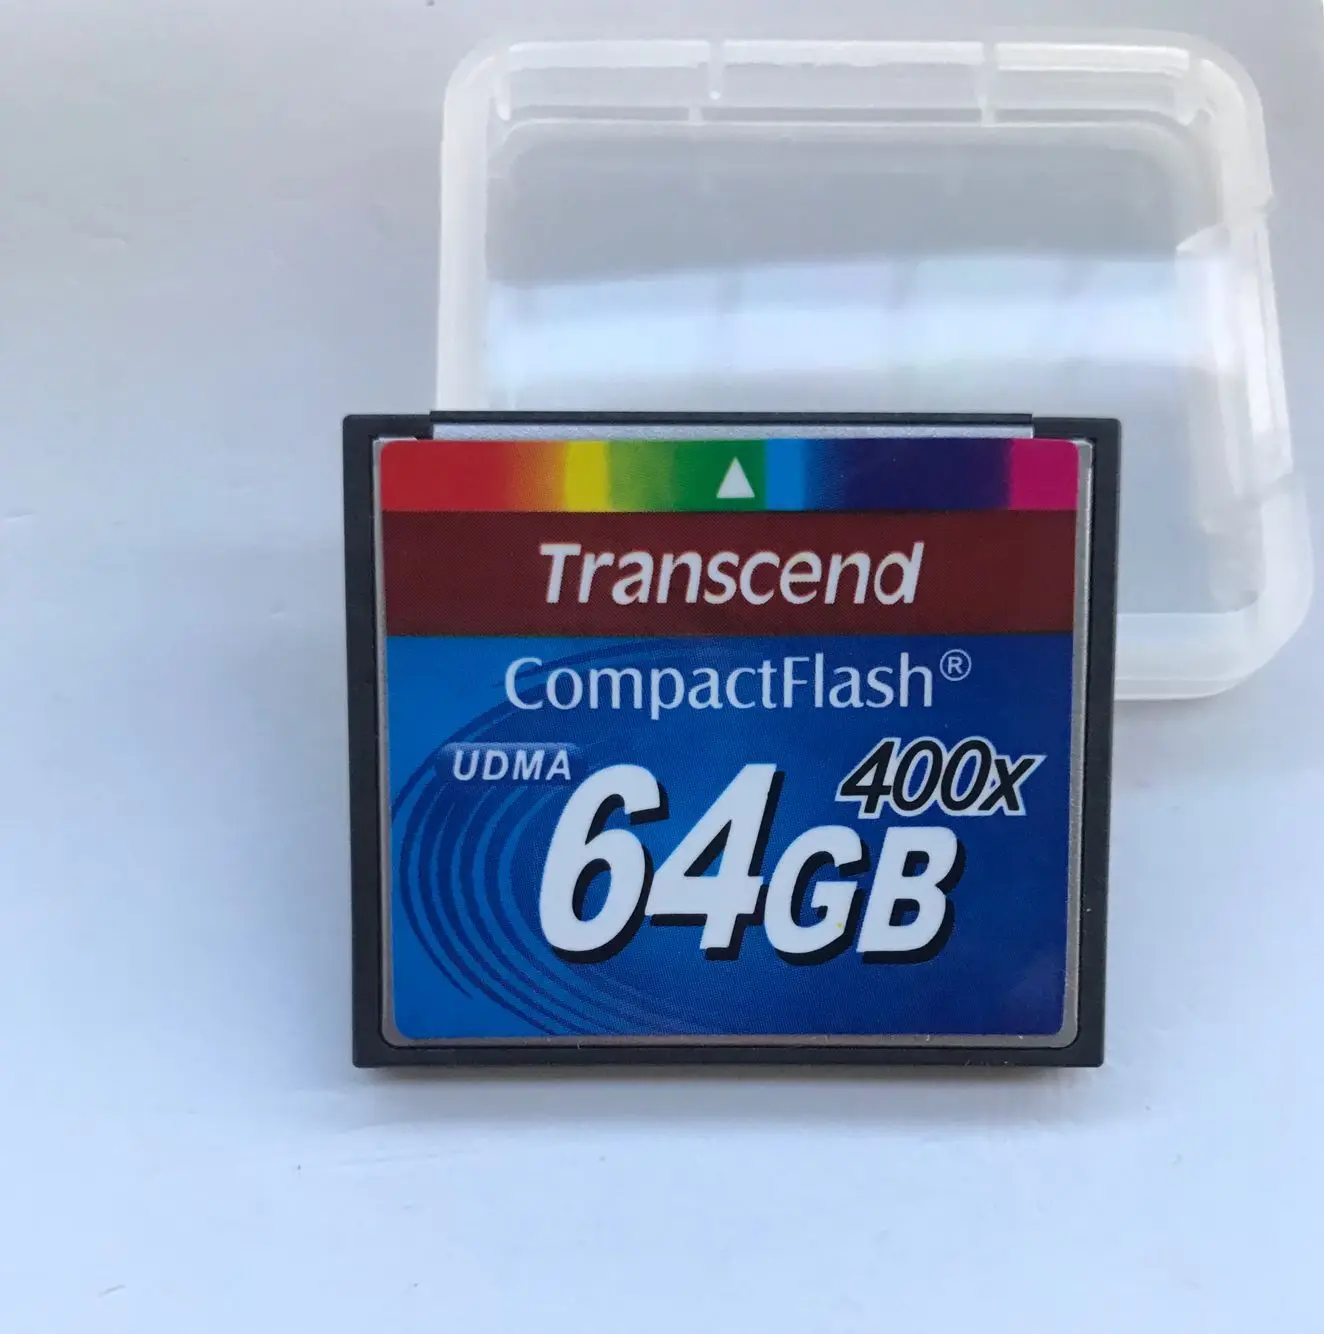 Transcend
CompactFlash®
UDMA
400x
64GB